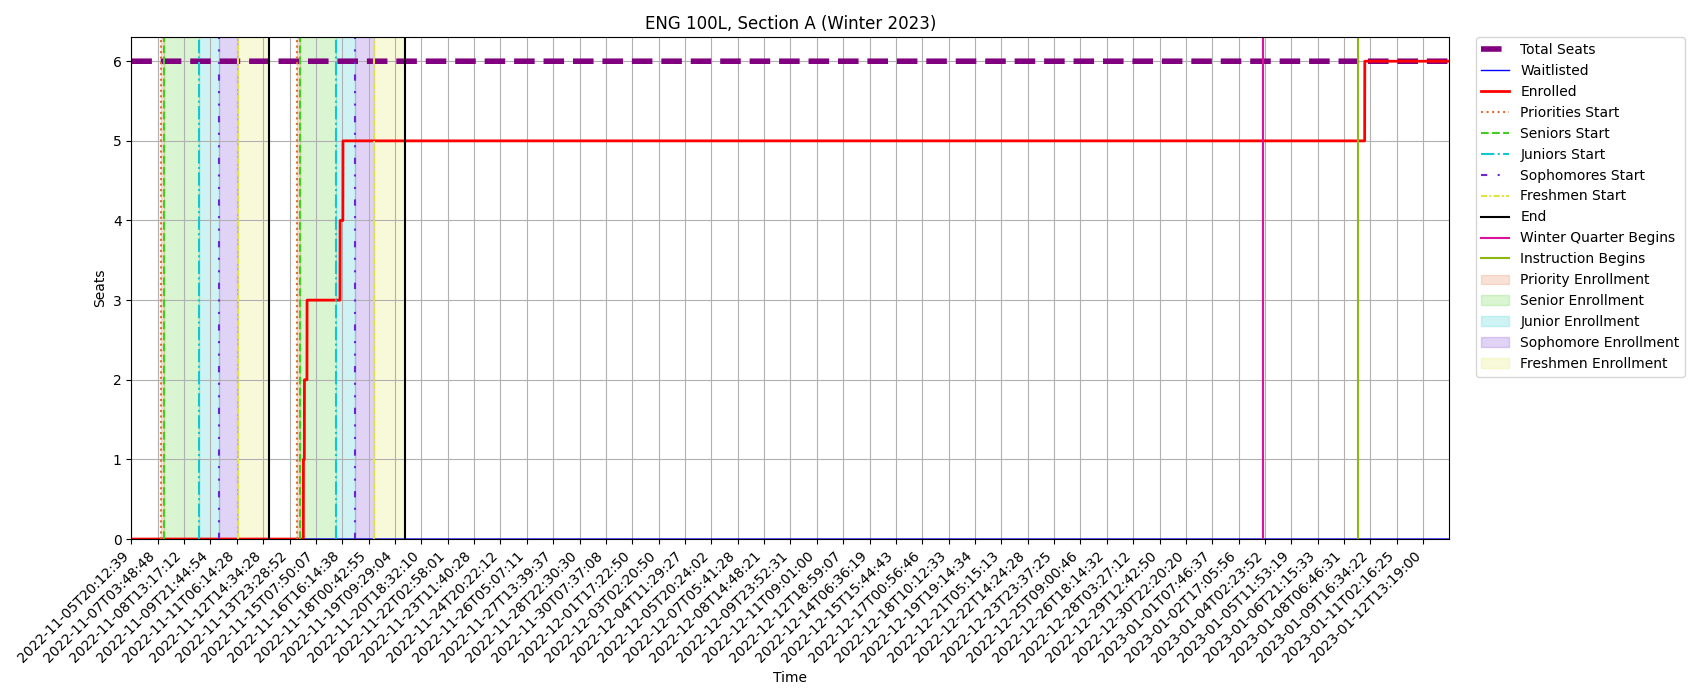 ENG 100L, Section A (Winter 2023)
Seats
6
5
4
3
2
1
0
2022-11-05T20:12:39
2022-11-07T03:48:48
2022-11-08T13:17:12
2022-11-09T21:44:54
2022-11-11T06:14:28
2022-11-12T14:34:28
2022-11-13T23:28:52
2022-11-15T07:50:07
2022-11-16T16:14:38
2022-11-18T00:42:55
2022-11-19T09:29:04
2022-11-20T18:32:10
2022-11-22T02:58:01
2022-11-23T11:40:28
2022-11-24T20:22:12
2022-11-26T05:07:11
2022-11-27T13:39:37
2022-11-28T22:30:30
2022-11-30T07:37:08
2022-12-01T17:22:50
2022-12-03T02:20:50
2022-12-04T11:29:27
2022-12-05T20:24:02
2022-12-07T05:41:28
2022-12-08T14:48:21
2022-12-09T23:52:31
2022-12-11T09:01:00
2022-12-12T18:59:07
2022-12-14T06:36:19
2022-12-15T15:44:43
2022-12-17T00:56:46
2022-12-18T10:12:33
2022-12-19T19:14:34
2022-12-21T05:15:13
2022-12-22T14:24:28
2022-12-23T23:37:25
2022-12-25T09:00:46
2022-12-26T18:14:32
2022-12-28T03:27:12
2022-12-29T12:42:50
2022-12-30T22:20:20
2023-01-01T07:46:37
2023-01-02T17:05:56
2023-01-04T02:23:52
2023-01-05T11:53:19
2023-01-06T21:15:33
2023-01-08T06:46:31
2023-01-09T16:34:22
2023-01-11T02:16:25
2023-01-12T13:19:00
Time
Total Seats
Waitlisted
Enrolled
Priorities Start
Seniors Start
Juniors Start
Sophomores Start
Freshmen Start
End
Winter Quarter Begins
Instruction Begins
Priority Enrollment
Senior Enrollment
Junior Enrollment
Sophomore Enrollment
Freshmen Enrollment